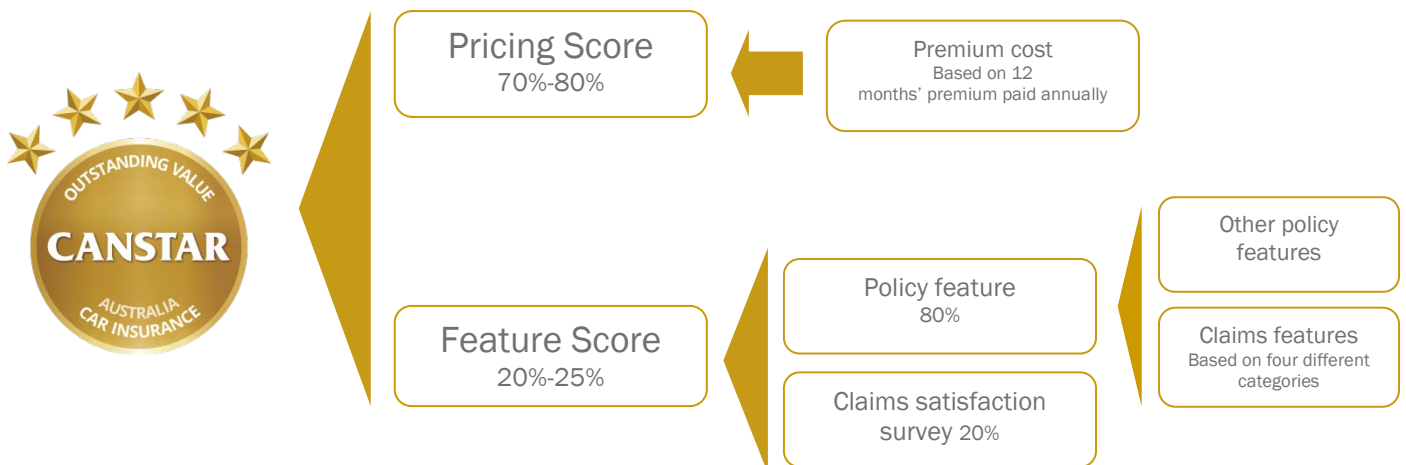 OUTSTANDING VALUE
CANSTAR
AUSTRALIA
CAR INSURANCE
Pricing Score
70%-80%
Premium cost
Based on 12
months’ premium paid annually
Feature Score
20%-25%
Policy feature
80%
Claims satisfaction
survey 20%
Other policy
features
Claims features
Based on four different
categories